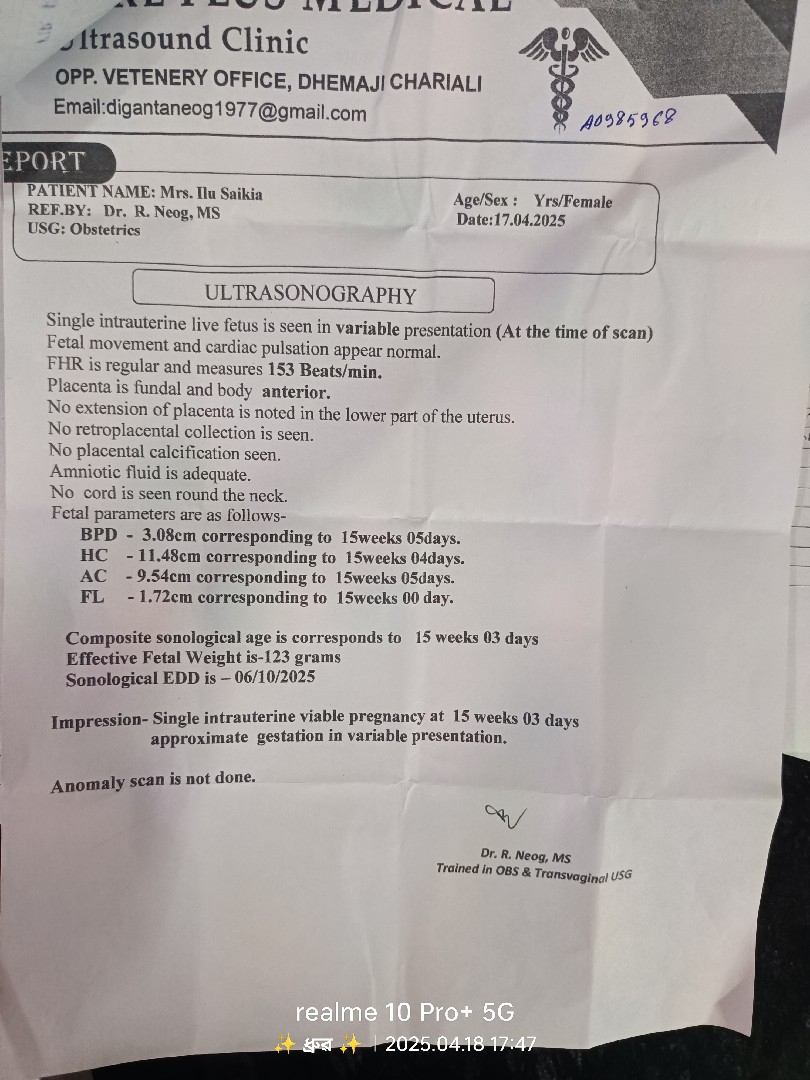 PLUS MEDICAL
Ultrasound Clinic
OPP. VETENERY OFFICE, DHEMAJI CHARIALI
Email:digantaneog1977@gmail.com
A0985968
EPORT
PATIENT NAME: Mrs. Ilu Saikia
Age/Sex : Yrs/Female
REF.BY: Dr. R. Neog, MS
Date:17.04.2025
USG: Obstetrics
ULTRASONOGRAPHY
Single intrauterine live fetus is seen in variable presentation (At the time of scan)
Fetal movement and cardiac pulsation appear normal.
FHR is regular and measures 153 Beats/min.
Placenta is fundal and body anterior.
No extension of placenta is noted in the lower part of the uterus.
No retroplacental collection is seen.
No placental calcification seen.
Amniotic fluid is adequate.
No cord is seen round the neck.
Fetal parameters are as follows-
BPD - 3.08cm corresponding to 15weeks 05days.
HC - 11.48cm corresponding to 15weeks 04days.
AC - 9.54cm corresponding to 15weeks 05days.
FL - 1.72cm corresponding to 15weeks 00 day.
Composite sonological age is corresponds to 15 weeks 03 days
Effective Fetal Weight is-123 grams
Sonological EDD is – 06/10/2025
Impression- Single intrauterine viable pregnancy at 15 weeks 03 days
approximate gestation in variable presentation.
Anomaly scan is not done.
Dr. R. Neog, MS
Trained in OBS & Transvaginal USG
realme 10 Pro+ 5G
✨ ধ্রুব ✨ | 2025.04.18 17:47